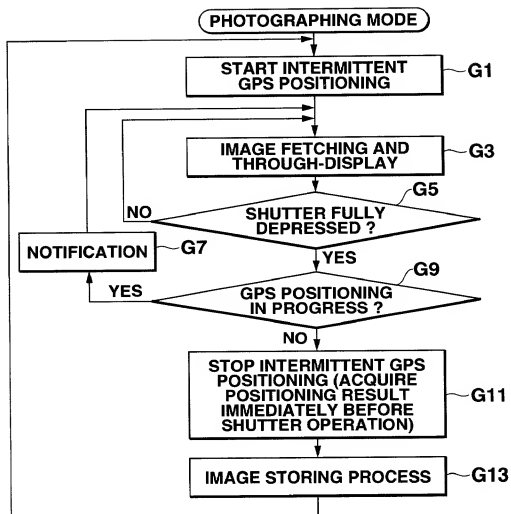 PHOTOGRAPHING MODE
START INTERMITTENT
GPS POSITIONING
G1
IMAGE FETCHING AND
THROUGH-DISPLAY
G3
G5
NO
SHUTTER FULLY
DEPRESSED ?
NOTIFICATION
G7
YES
G9
YES
GPS POSITIONING
IN PROGRESS ?
NO
STOP INTERMITTENT GPS
POSITIONING (ACQUIRE
POSITIONING RESULT
IMMEDIATELY BEFORE
SHUTTER OPERATION)
G11
IMAGE STORING PROCESS
G13